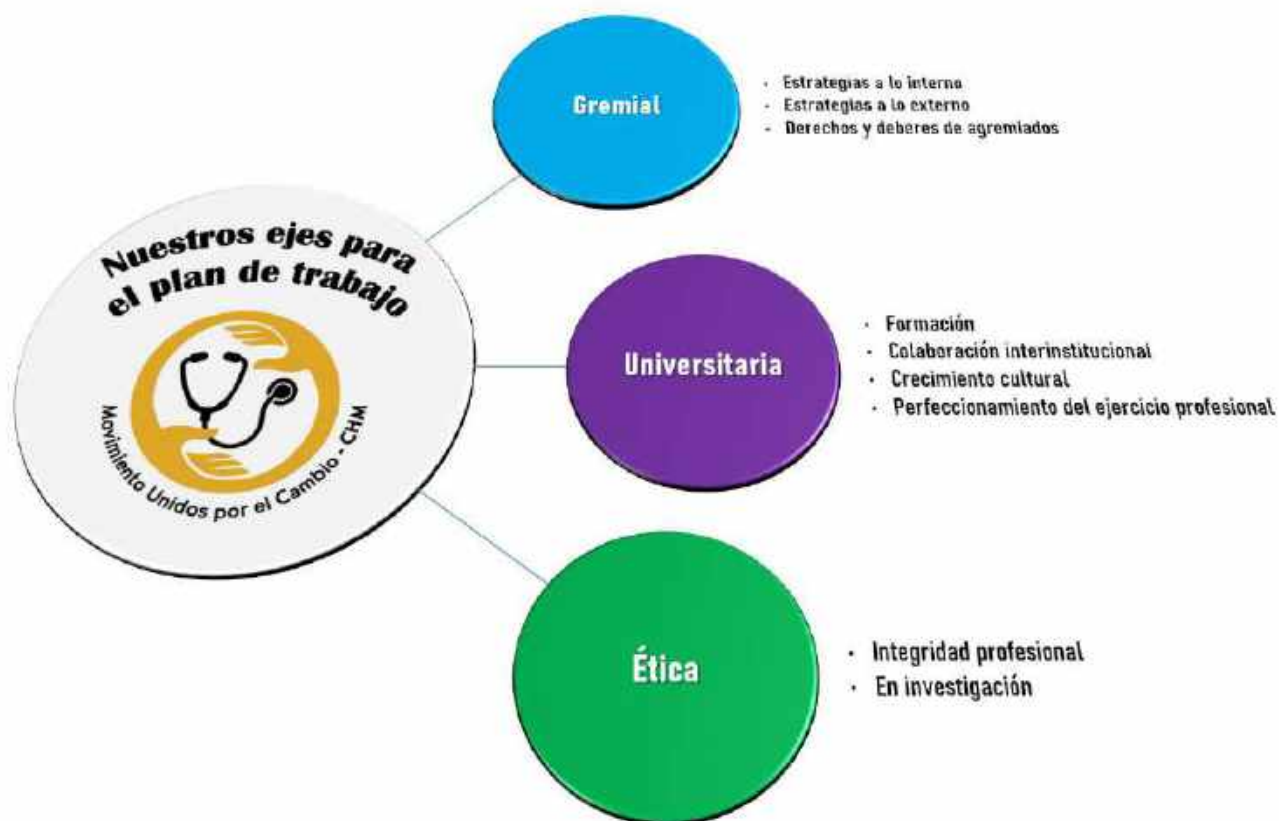 Nuestros ejes para
el plan de trabajo
Movimiento Unidos por el Cambio - CHM
Gremial
· Estrategias a lo interno
· Estrategias a lo externo
· Derechos y deberes de agremiados
Universitaria
· Formación
· Colaboración interinstitucional
· Crecimiento cultural
· Perfeccionamiento del ejercicio profesional
Ética
· Integridad profesional
· En investigación